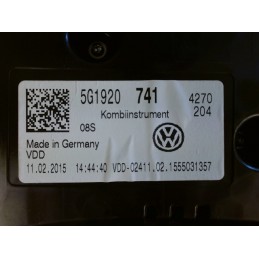 5G1920 741 4270
Kombiinstrument 204
08S
Made in Germany
VDD
11.02.2015 14:44:40 VDD-02411.02.1555031357